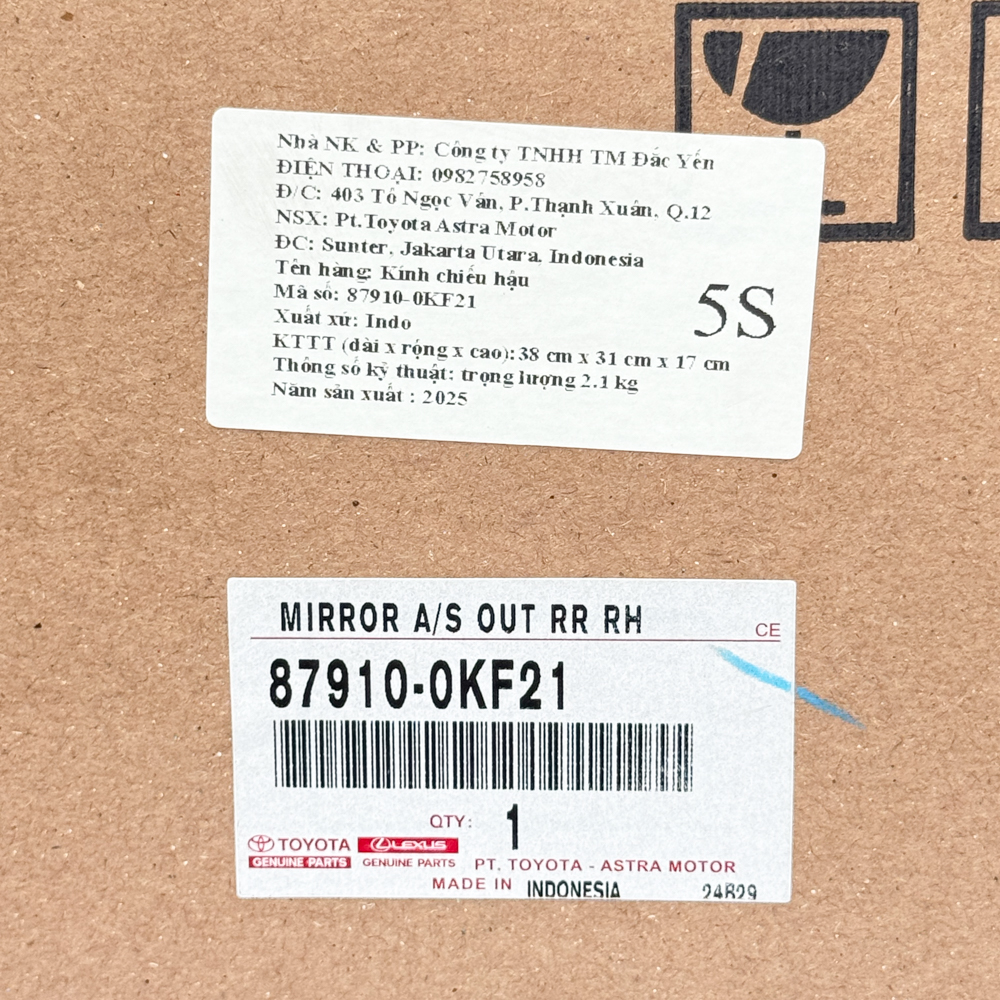 Nhà NK & PP: Công ty TNHH TM Đắc Yến
ĐIỆN THOẠI: 0982758958
Đ/C: 403 Tô Ngọc Vân, P.Thạnh Xuân, Q.12
NSX: Pt.Toyota Astra Motor
ĐC: Sunter, Jakarta Utara, Indonesia
Tên hàng: Kính chiếu hậu
Mã số: 87910-0KF21
Xuất xứ: Indo
5S
KTTT (dài x rộng x cao): 38 cm x 31 cm x 17 cm
Thông số kỹ thuật: trọng lượng 2.1 kg
Năm sản xuất : 2025
MIRROR A/S OUT RR RH
CE
87910-0KF21
QTY: 1
TOYOTA LEXUS
GENUINE PARTS GENUINE PARTS PT. TOYOTA - ASTRA MOTOR
MADE IN INDONESIA 24B29